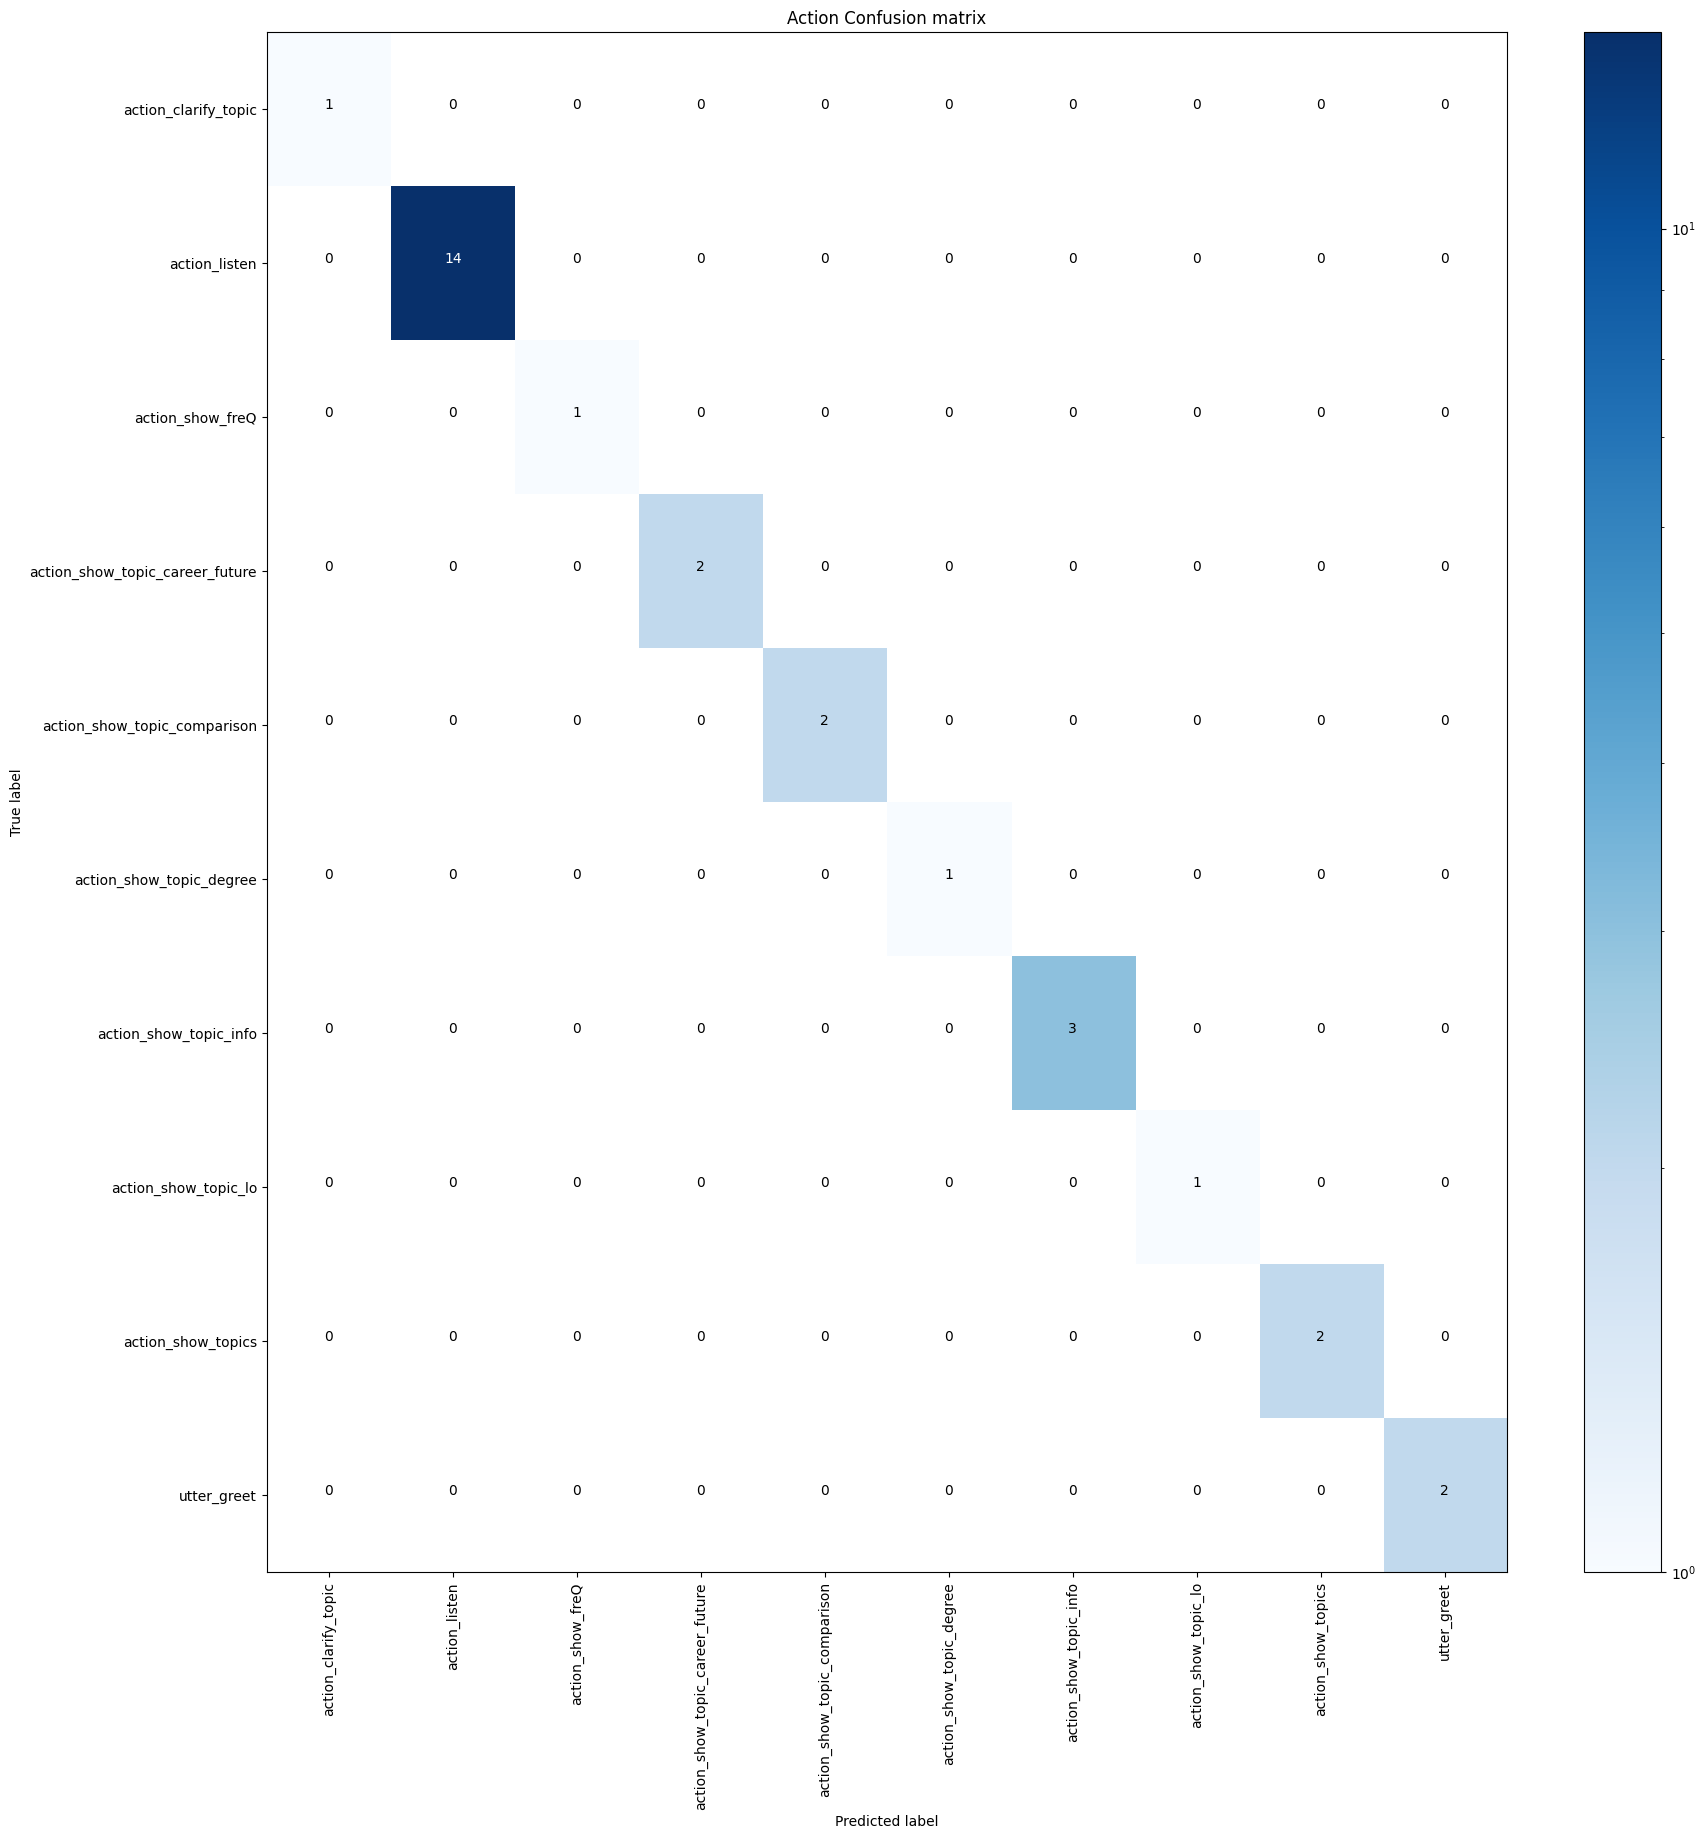 Action Confusion matrix
action_clarify_topic 1 0 0 0 0 0 0 0 0 0
action_listen 0 14 0 0 0 0 0 0 0 0
action_show_freQ 0 0 1 0 0 0 0 0 0 0
action_show_topic_career_future 0 0 0 2 0 0 0 0 0 0
action_show_topic_comparison 0 0 0 0 2 0 0 0 0 0
action_show_topic_degree 0 0 0 0 0 1 0 0 0 0
action_show_topic_info 0 0 0 0 0 0 3 0 0 0
action_show_topic_lo 0 0 0 0 0 0 0 1 0 0
action_show_topics 0 0 0 0 0 0 0 0 2 0
utter_greet 0 0 0 0 0 0 0 0 0 2
True label
action_clarify_topic
action_listen
action_show_freQ
action_show_topic_career_future
action_show_topic_comparison
action_show_topic_degree
action_show_topic_info
action_show_topic_lo
action_show_topics
utter_greet
Predicted label
10¹
10⁰